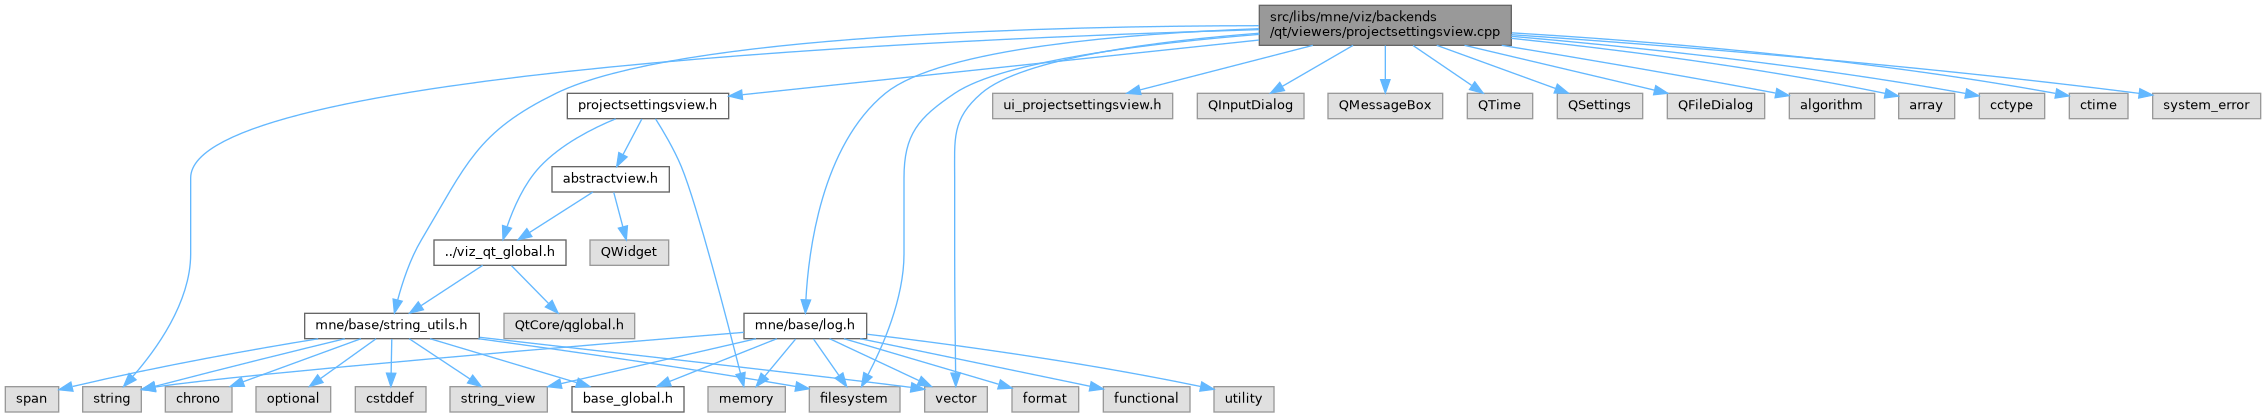 src/libs/mne/viz/backends
/qt/viewers/projectsettingsview.cpp
projectsettingsview.h
ui_projectsettingsview.h
QInputDialog
QMessageBox
QTime
QSettings
QFileDialog
algorithm
array
cctype
ctime
system_error
abstractview.h
../viz_qt_global.h
QWidget
mne/base/string_utils.h
QtCore/qglobal.h
mne/base/log.h
span
string
chrono
optional
cstddef
string_view
base_global.h
memory
filesystem
vector
format
functional
utility